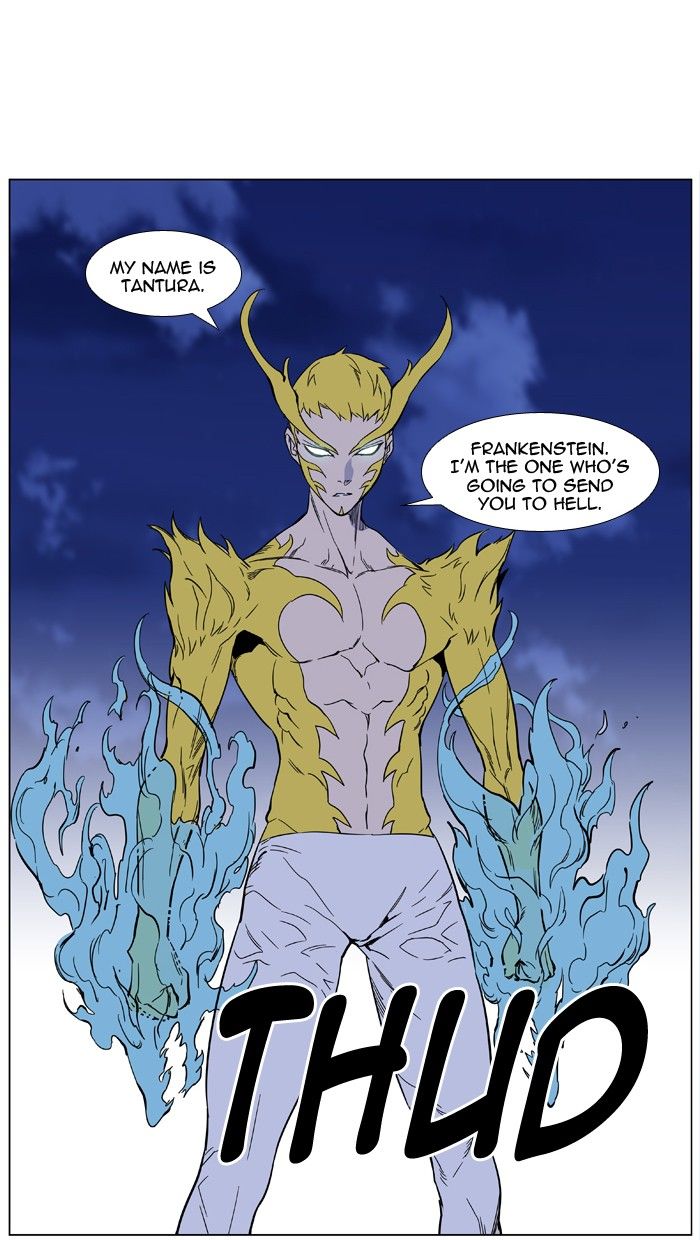 MY NAME IS
TANTURA.
FRANKENSTEIN.
I'M THE ONE WHO'S
GOING TO SEND
YOU TO HELL.
THUD